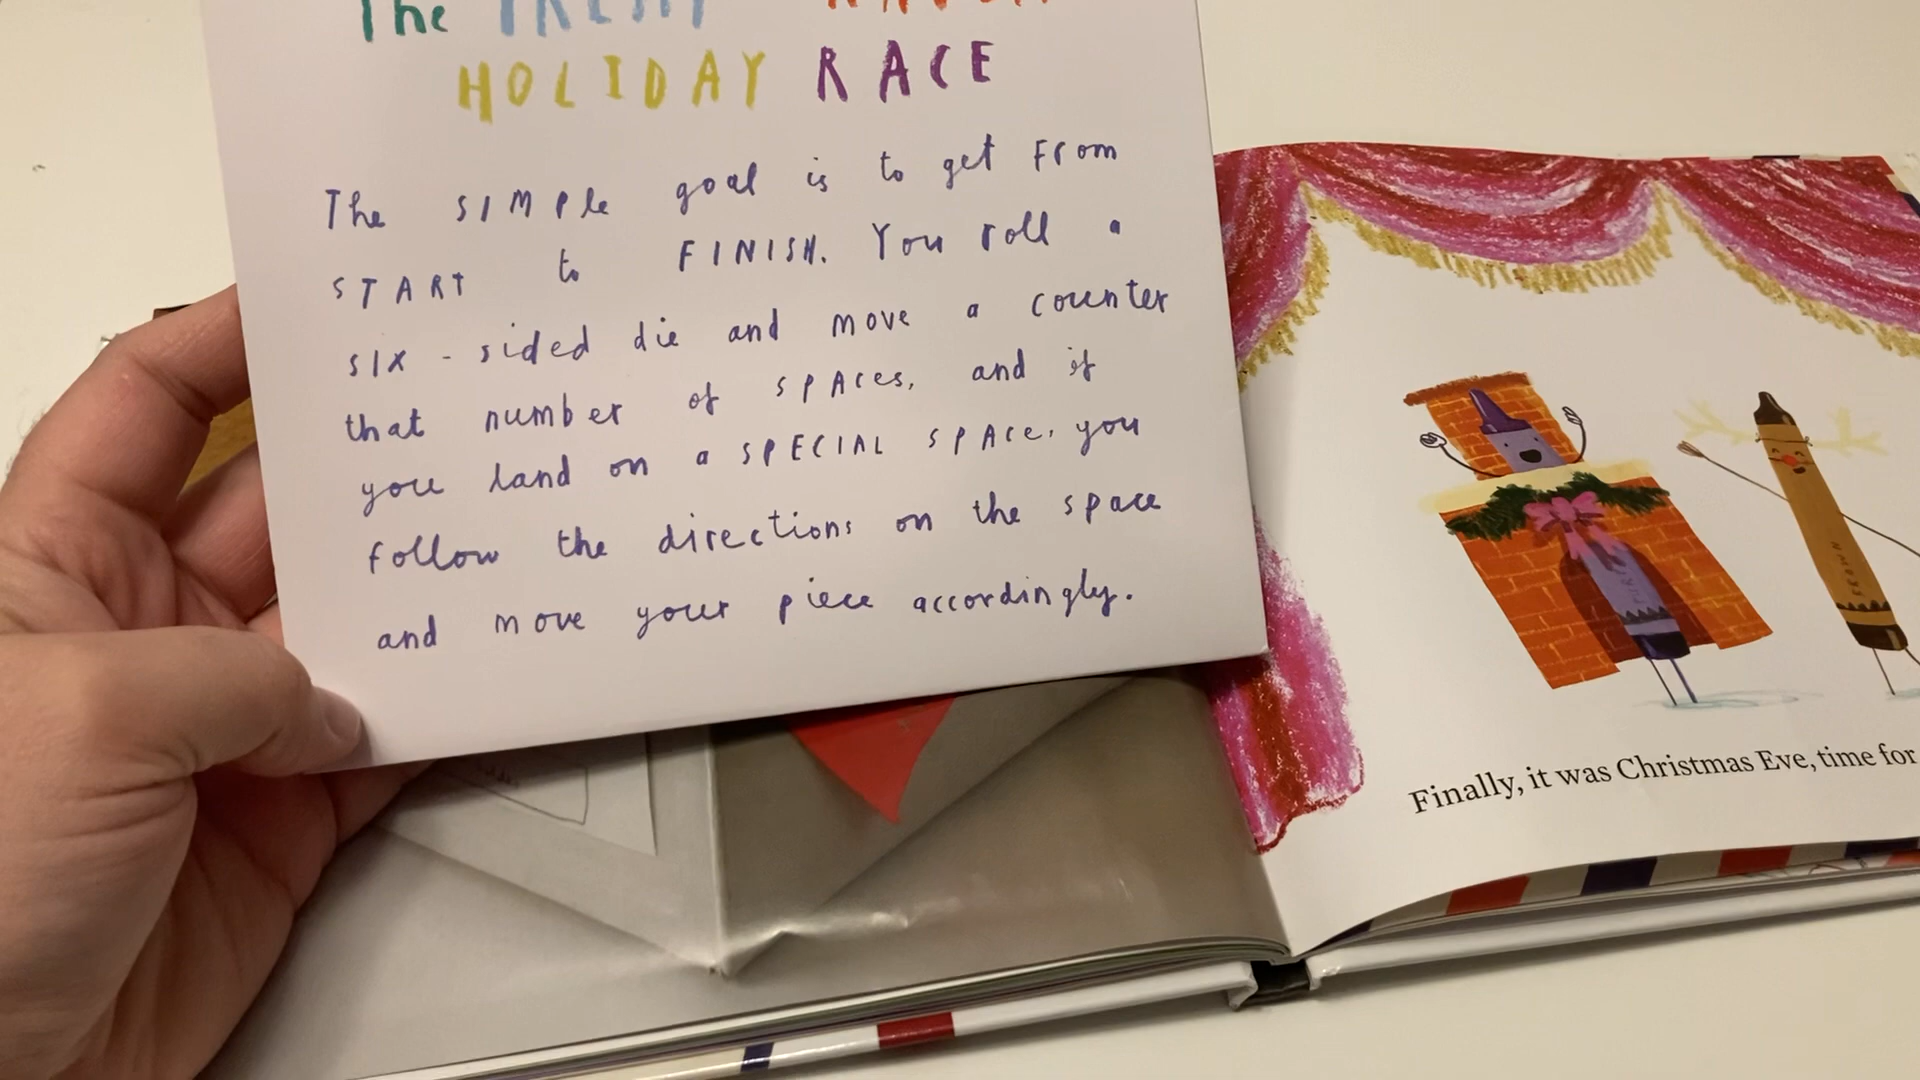 The
HOLIDAY RACE
The SIMPle goal is to get From
START to FINISH. You roll a
SIX - sided die and move a counter
that number of SPAces, and if
you land on a SPECIAL SPAce, you
follow the directions on the space
and move your piece accordingly.
BROWN
Finally, it was Christmas Eve, time for